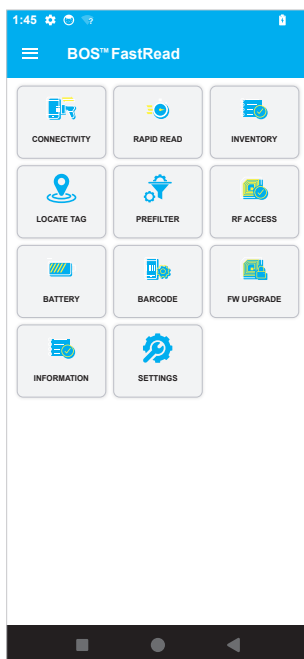 1:45
BOS™ FastRead
CONNECTIVITY RAPID READ INVENTORY
LOCATE TAG PREFILTER RF ACCESS
BATTERY BARCODE FW UPGRADE
INFORMATION SETTINGS